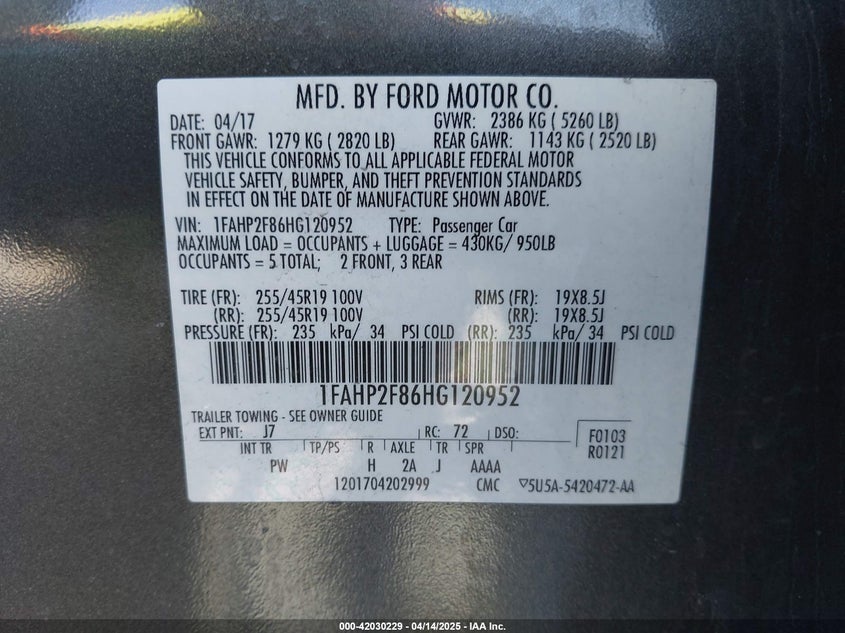 MFD. BY FORD MOTOR CO.
DATE: 04/17 GVWR: 2386 KG ( 5260 LB)
FRONT GAWR: 1279 KG ( 2820 LB) REAR GAWR: 1143 KG ( 2520 LB)
THIS VEHICLE CONFORMS TO ALL APPLICABLE FEDERAL MOTOR
VEHICLE SAFETY, BUMPER, AND THEFT PREVENTION STANDARDS
IN EFFECT ON THE DATE OF MANUFACTURE SHOWN ABOVE.
VIN: 1FAHP2F86HG120952 TYPE: Passenger Car
MAXIMUM LOAD = OCCUPANTS + LUGGAGE = 430KG/ 950LB
OCCUPANTS = 5 TOTAL; 2 FRONT, 3 REAR
TIRE (FR): 255/45R19 100V RIMS (FR): 19X8.5J
(RR): 255/45R19 100V (RR): 19X8.5J
PRESSURE (FR): 235 kPa/ 34 PSI COLD (RR): 235 kPa/ 34 PSI COLD
1FAHP2F86HG120952
TRAILER TOWING - SEE OWNER GUIDE
EXT PNT: J7 RC: 72 DSO: F0103
INT TR TP/PS R AXLE TR SPR R0121
PW H 2A J AAAA
1201704202999 CMC ▽5U5A-5420472-AA
000-42030229 - 04/14/2025 - IAA Inc.